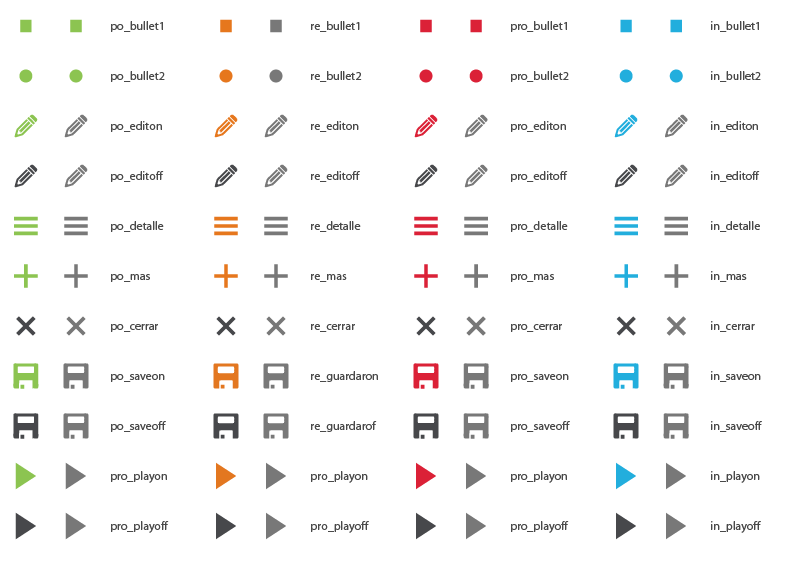 po_bullet1 re_bullet1 pro_bullet1 in_bullet1
po_bullet2 re_bullet2 pro_bullet2 in_bullet2
po_editon re_editon pro_editon in_editon
po_editoff re_editoff pro_editoff in_editoff
po_detalle re_detalle pro_detalle in_detalle
po_mas re_mas pro_mas in_mas
po_cerrar re_cerrar pro_cerrar in_cerrar
po_saveon re_guardaron pro_saveon in_saveon
po_saveoff re_guardarof pro_saveoff in_saveoff
pro_playon pro_playon pro_playon in_playon
pro_playoff pro_playoff pro_playoff in_playoff